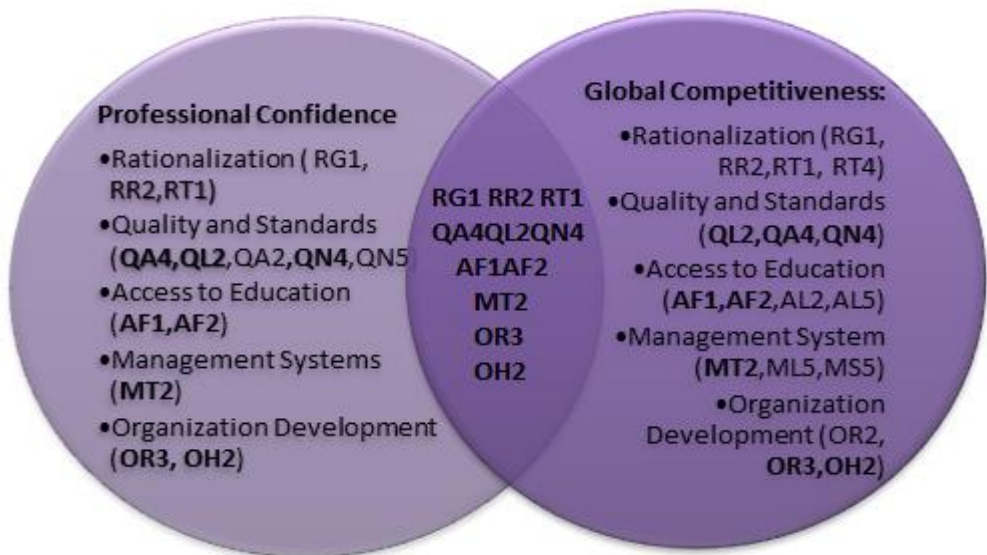 Professional Confidence
•Rationalization ( RG1,
RR2,RT1)
•Quality and Standards
(QA4,QL2,QA2,QN4,QN5)
•Access to Education
(AF1,AF2)
•Management Systems
(MT2)
•Organization Development
(OR3, OH2)
RG1 RR2 RT1
QA4QL2QN4
AF1AF2
MT2
OR3
OH2
Global Competitiveness:
•Rationalization (RG1,
RR2,RT1, RT4)
•Quality and Standards
(QL2,QA4,QN4)
•Access to Education
(AF1,AF2,AL2,AL5)
•Management System
(MT2,ML5,MS5)
•Organization
Development (OR2,
OR3,OH2)